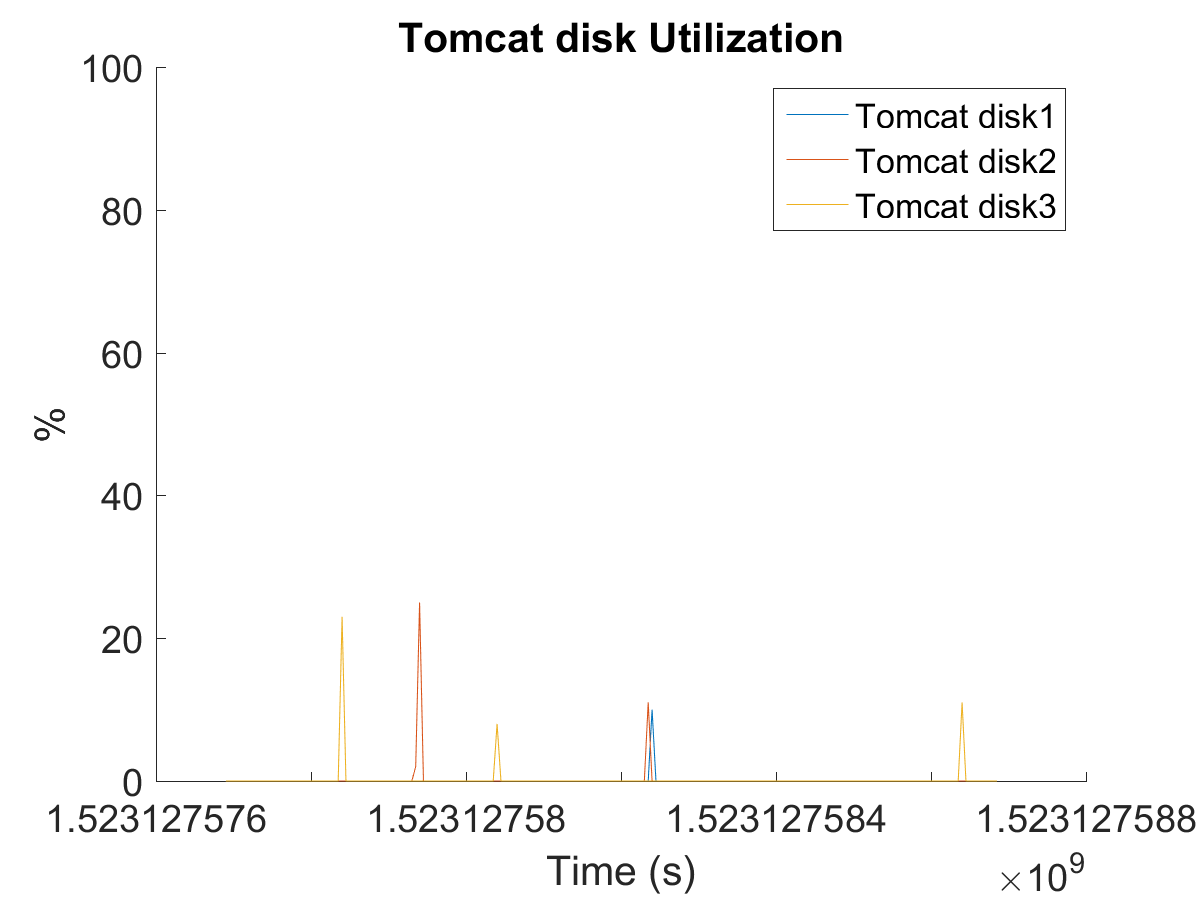 Tomcat disk Utilization
100
80
60
40
20
0
%
Tomcat disk1
Tomcat disk2
Tomcat disk3
1.523127576 1.52312758 1.523127584 1.523127588
Time (s)
×10⁹